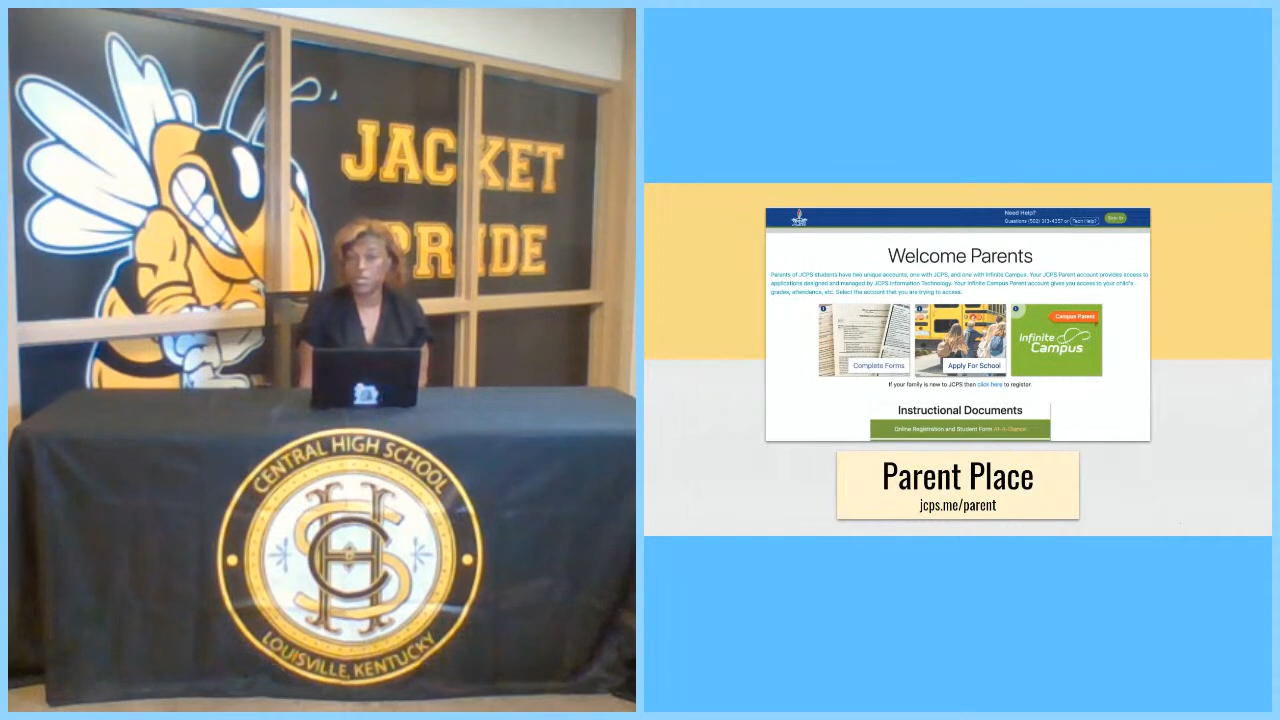 JACKET
PRIDE
CENTRAL HIGH SCHOOL
CHS
LOUISVILLE, KENTUCKY
Need Help?
Questions (502) 313-4357 or Tech Help?
Sign In
Welcome Parents
Parents of JCPS students have two unique accounts, one with JCPS, and one with Infinite Campus. Your JCPS Parent account provides access to
applications designed and managed by JCPS Information Technology. Your Infinite Campus Parent account gives you access to your child's
grades, attendance, etc. Select the account that you are trying to access.
Complete Forms
Apply For School
Campus Parent
Infinite
Campus
If your family is new to JCPS then click here to register.
Instructional Documents
Online Registration and Student Form At-A-Glance
Parent Place
jcps.me/parent